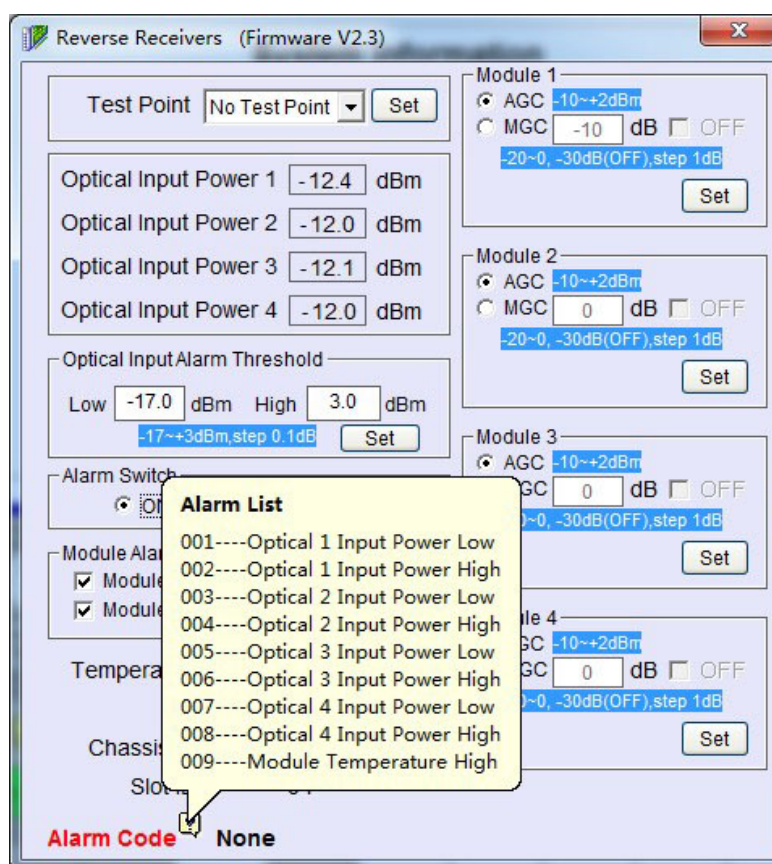 Reverse Receivers (Firmware V2.3)
Test Point No Test Point Set
Optical Input Power 1 -12.4 dBm
Optical Input Power 2 -12.0 dBm
Optical Input Power 3 -12.1 dBm
Optical Input Power 4 -12.0 dBm
Optical Input Alarm Threshold
Low -17.0 dBm High 3.0 dBm
-17~+3dBm,step 0.1dB Set
Alarm Switch
Module
Module
Alarm List
001----Optical 1 Input Power Low
002----Optical 1 Input Power High
003----Optical 2 Input Power Low
004----Optical 2 Input Power High
005----Optical 3 Input Power Low
006----Optical 3 Input Power High
007----Optical 4 Input Power Low
008----Optical 4 Input Power High
009----Module Temperature High
Alarm Code None
Module 1
AGC -10~+2dBm
MGC -10 dB OFF
-20~0, -30dB(OFF),step 1dB
Set
Module 2
AGC -10~+2dBm
MGC 0 dB OFF
-20~0, -30dB(OFF),step 1dB
Set
Module 3
AGC -10~+2dBm
0 dB OFF
-30dB(OFF),step 1dB
Set
4
-10~+2dBm
0 dB OFF
-30dB(OFF),step 1dB
Set